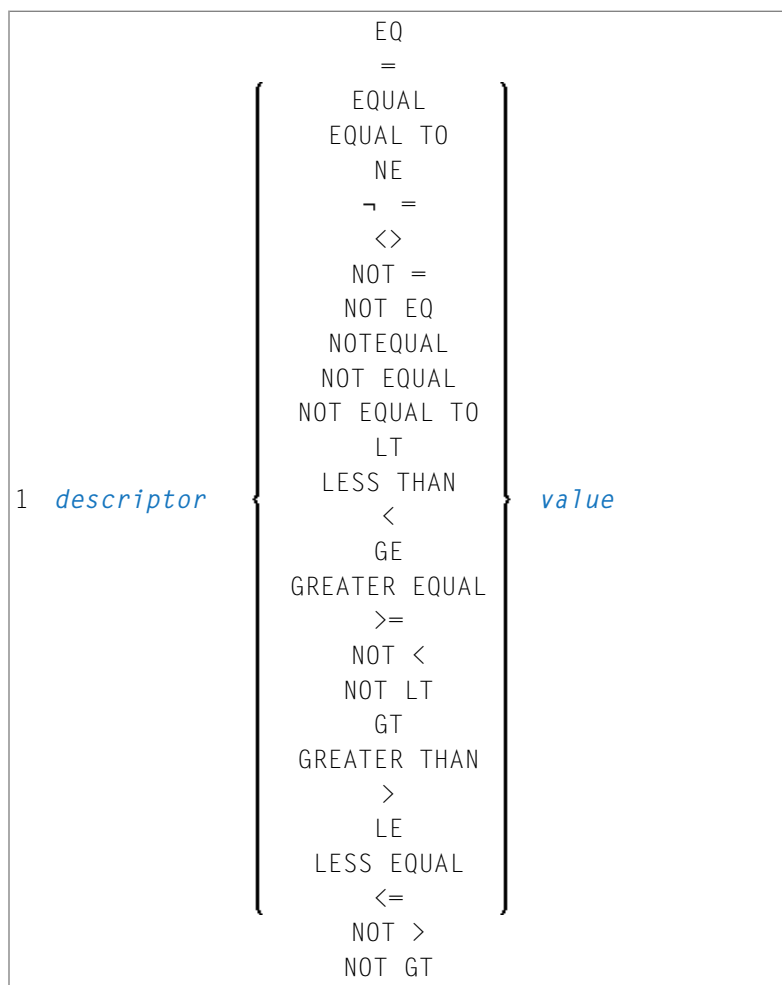 EQ
=
EQUAL
EQUAL TO
NE
¬ =
<>
NOT =
NOT EQ
NOTEQUAL
NOT EQUAL
NOT EQUAL TO
LT
LESS THAN
1 descriptor value
<
GE
GREATER EQUAL
>=
NOT <
NOT LT
GT
GREATER THAN
>
LE
LESS EQUAL
<=
NOT >
NOT GT